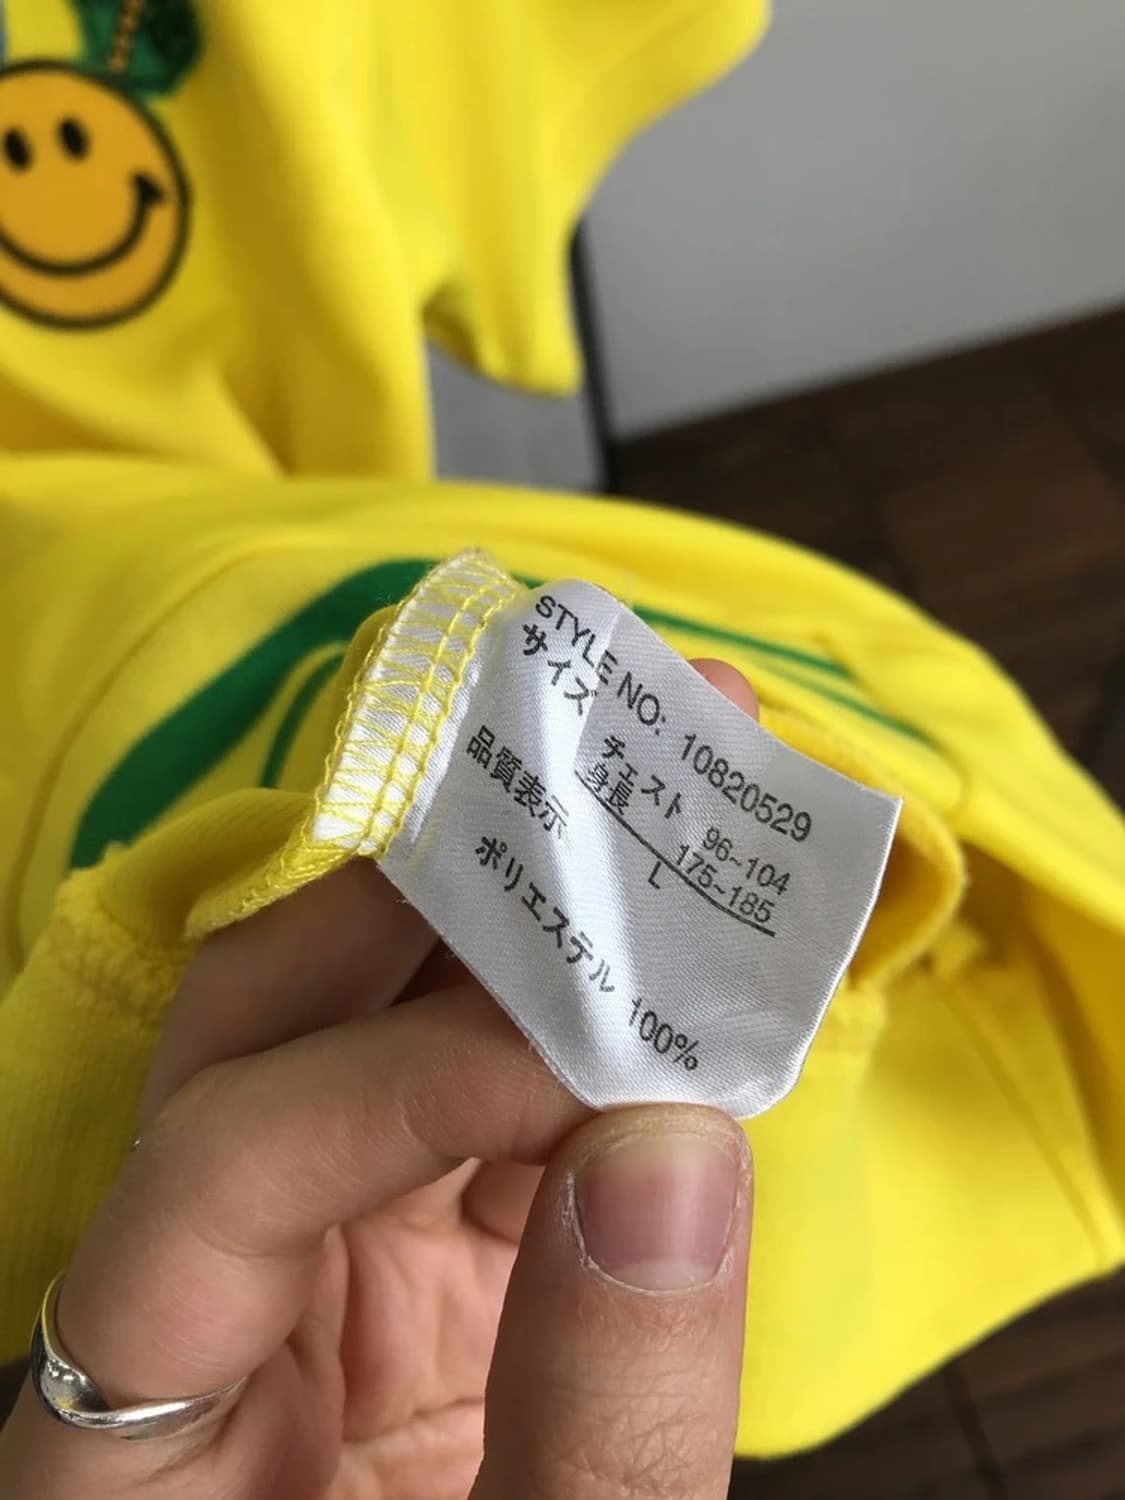 STYLE NO: 10820529
サイズ
チェスト 96~104
身長 175~185
L
品質表示
ポリエステル 100%